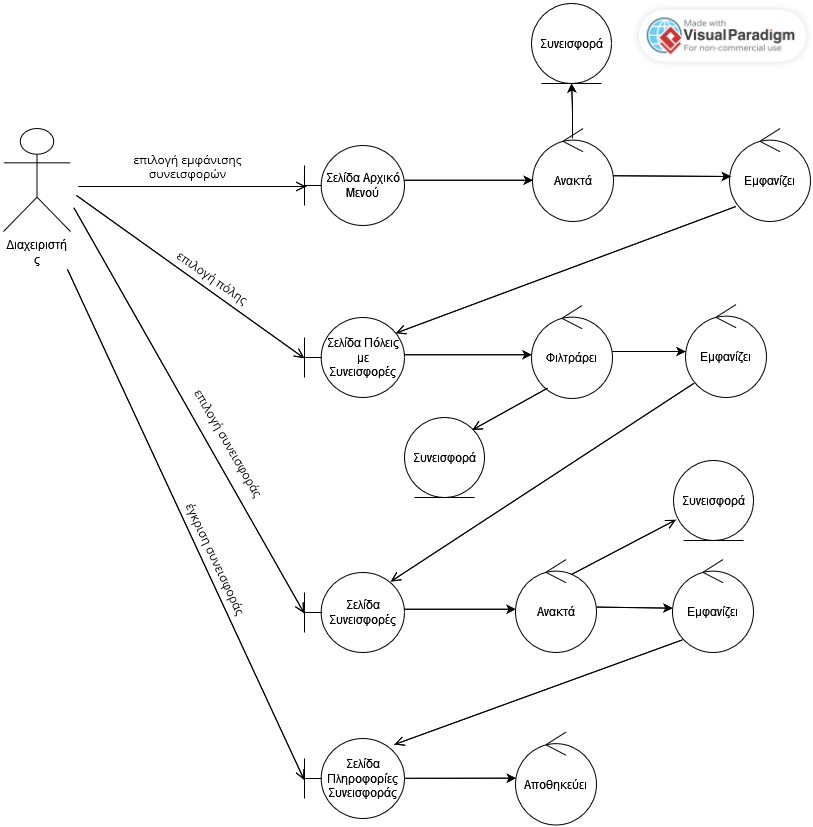 Συνεισφορά
Made with
VisualParadigm
For non-commercial use
επιλογή εμφάνισης
συνεισφορών
Σελίδα Αρχικό
Μενού
Ανακτά
Εμφανίζει
Διαχειριστή
ς
επιλογή πόλης
Σελίδα Πόλεις
με
Συνεισφορές
Φιλτράρει
Εμφανίζει
επιλογή συνεισφοράς
Συνεισφορά
Συνεισφορά
έγκριση συνεισφοράς
Σελίδα
Συνεισφορές
Ανακτά
Εμφανίζει
Σελίδα
Πληροφορίες
Συνεισφοράς
Αποθηκεύει